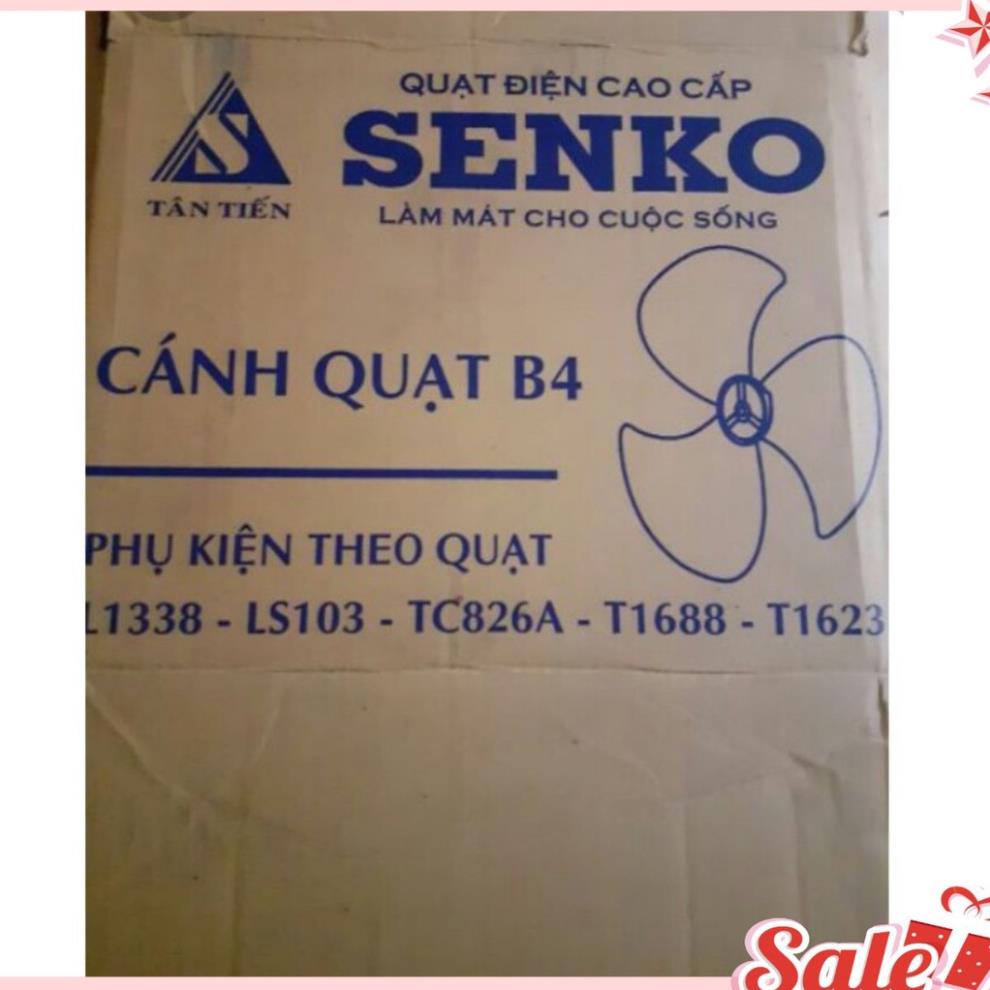 QUẠT ĐIỆN CAO CẤP
SENKO
TÂN TIẾN
LÀM MÁT CHO CUỘC SỐNG
CÁNH QUẠT B4
PHỤ KIỆN THEO QUẠT
L1338 - LS103 - TC826A - T1688 - T1623
Sale